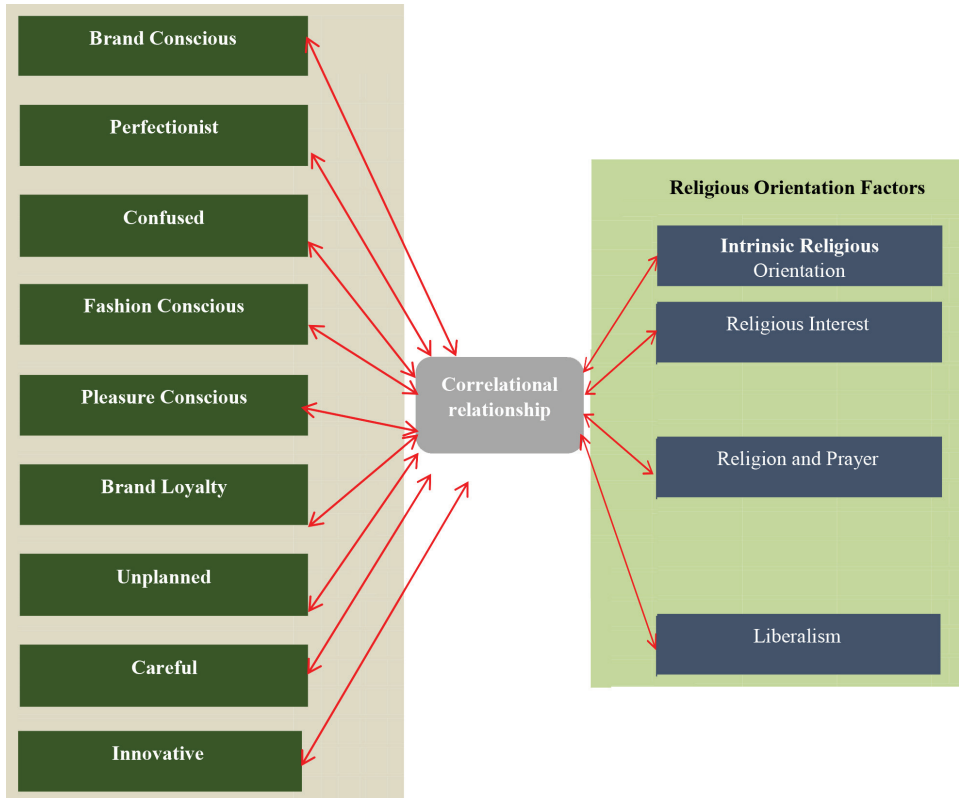 Brand Conscious
Perfectionist
Confused
Fashion Conscious
Pleasure Conscious
Brand Loyalty
Unplanned
Careful
Innovative
Correlational
relationship
Religious Orientation Factors
Intrinsic Religious
Orientation
Religious Interest
Religion and Prayer
Liberalism